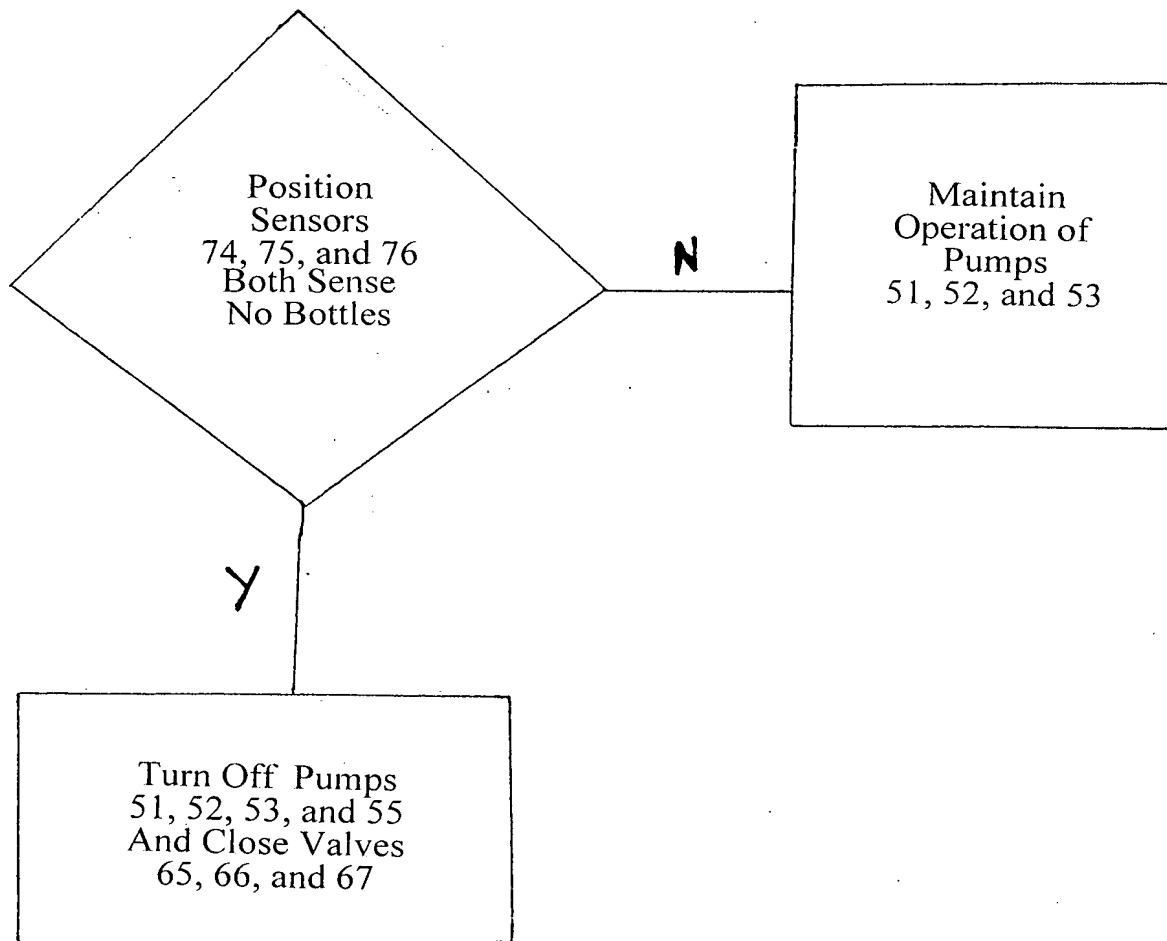 Position
Sensors
74, 75, and 76
Both Sense
No Bottles
N
Maintain
Operation of
Pumps
51, 52, and 53
Y
Turn Off Pumps
51, 52, 53, and 55
And Close Valves
65, 66, and 67